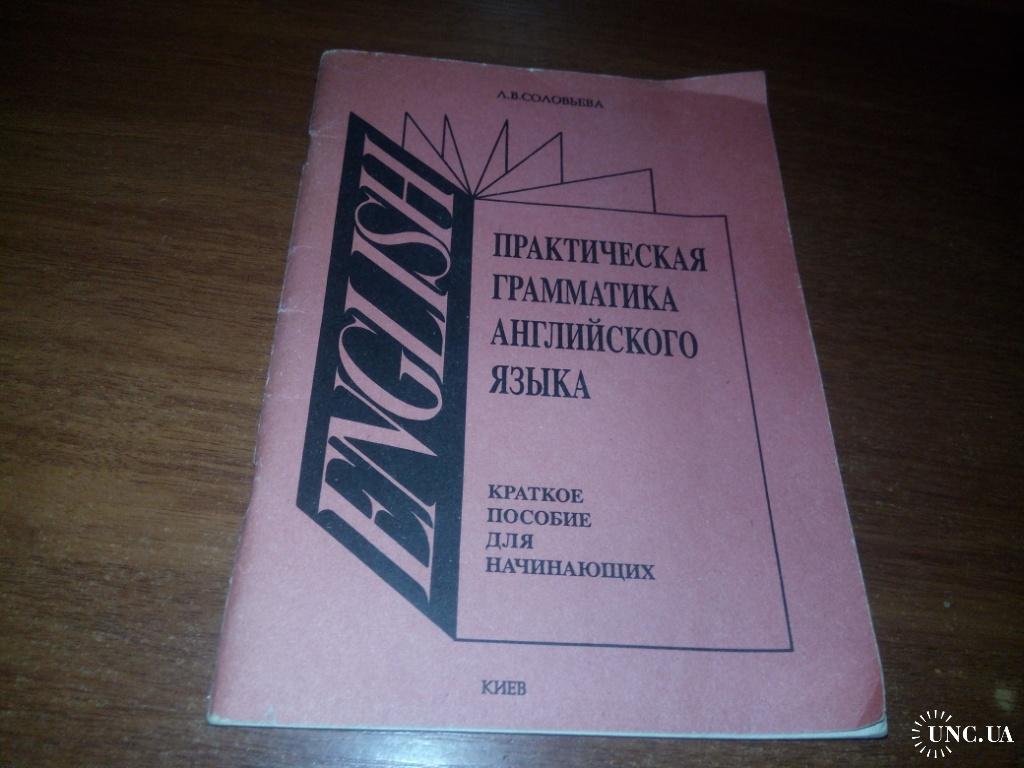 Л.В.СОЛОВЬЕВА
ENGLISH
ПРАКТИЧЕСКАЯ
ГРАММАТИКА
АНГЛИЙСКОГО
ЯЗЫКА
КРАТКОЕ
ПОСОБИЕ
ДЛЯ
НАЧИНАЮЩИХ
КИЕВ
UNC.UA